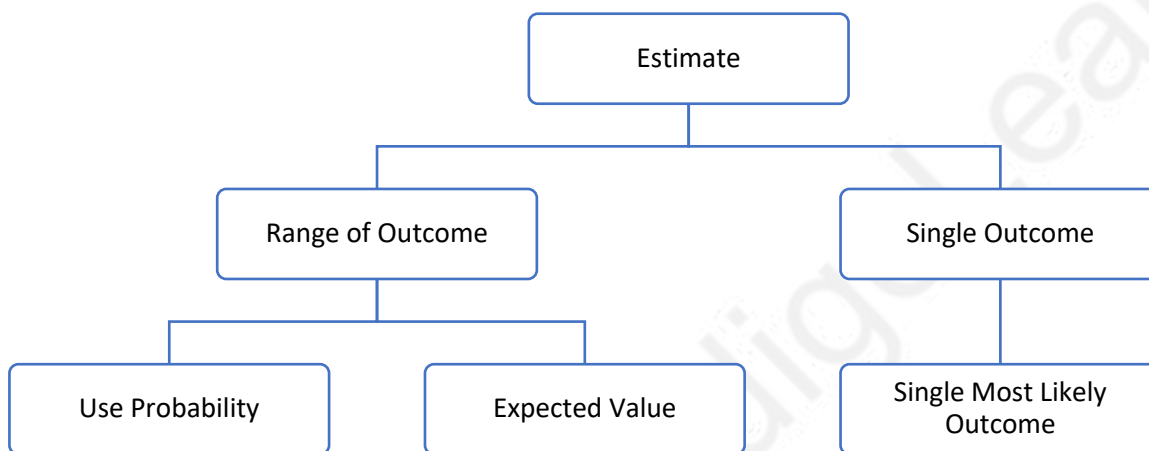 Estimate
Range of Outcome
Single Outcome
Use Probability
Expected Value
Single Most Likely
Outcome